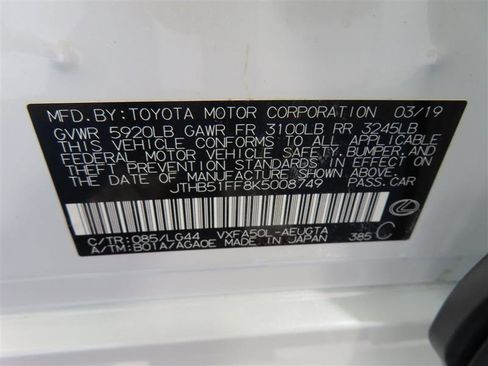 MFD. BY: TOYOTA MOTOR CORPORATION 03/19
GVWR 5920LB GAWR FR 3100LB RR 3245LB
THIS VEHICLE CONFORMS TO ALL APPLICABLE
FEDERAL MOTOR VEHICLE SAFETY, BUMPER, AND
THEFT PREVENTION STANDARDS IN EFFECT ON
THE DATE OF MANUFACTURE SHOWN ABOVE.
JTHB51FF8K5008749 PASS. CAR
C/TR: 085/LG44 VXFA50L-AEUGTA
A/TM: B01A/AGA0E MADE IN JAPAN 385 C